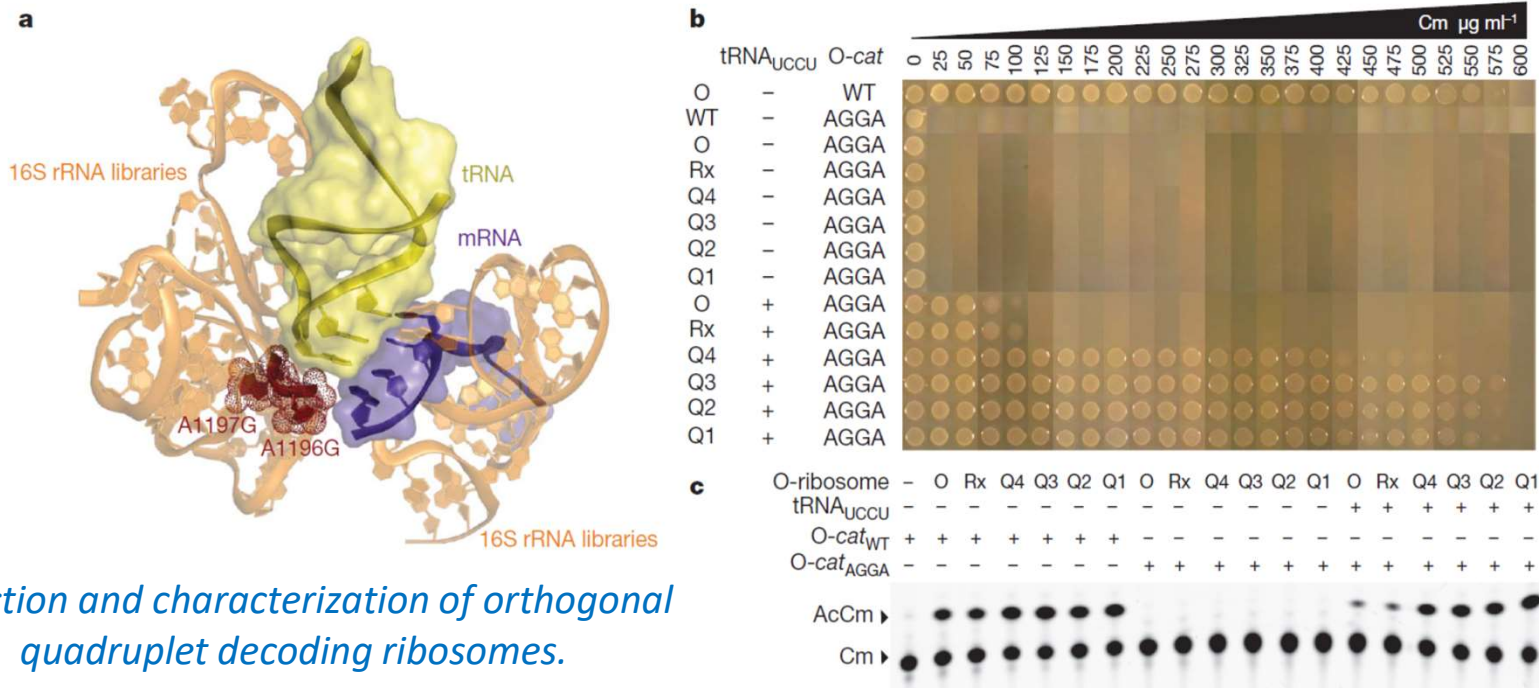 a
16S rRNA libraries
tRNA
mRNA
A1197G
A1196G
16S rRNA libraries
b
Cm µg ml⁻¹
tRNA_UCCU O-cat 0 25 50 75 100 125 150 175 200 225 250 275 300 325 350 375 400 425 450 475 500 525 550 575 600
O – WT
WT – AGGA
O – AGGA
Rx – AGGA
Q4 – AGGA
Q3 – AGGA
Q2 – AGGA
Q1 – AGGA
O + AGGA
Rx + AGGA
Q4 + AGGA
Q3 + AGGA
Q2 + AGGA
Q1 + AGGA
c
O-ribosome – O Rx Q4 Q3 Q2 Q1 O Rx Q4 Q3 Q2 Q1 O Rx Q4 Q3 Q2 Q1
tRNA_UCCU – – – – – – – – – – – – – + + + + + +
O-cat_WT + + + + + + + – – – – – – – – – – – –
O-cat_AGGA – – – – – – – + + + + + + + + + + + +
AcCm
Cm
ction and characterization of orthogonal
quadruplet decoding ribosomes.